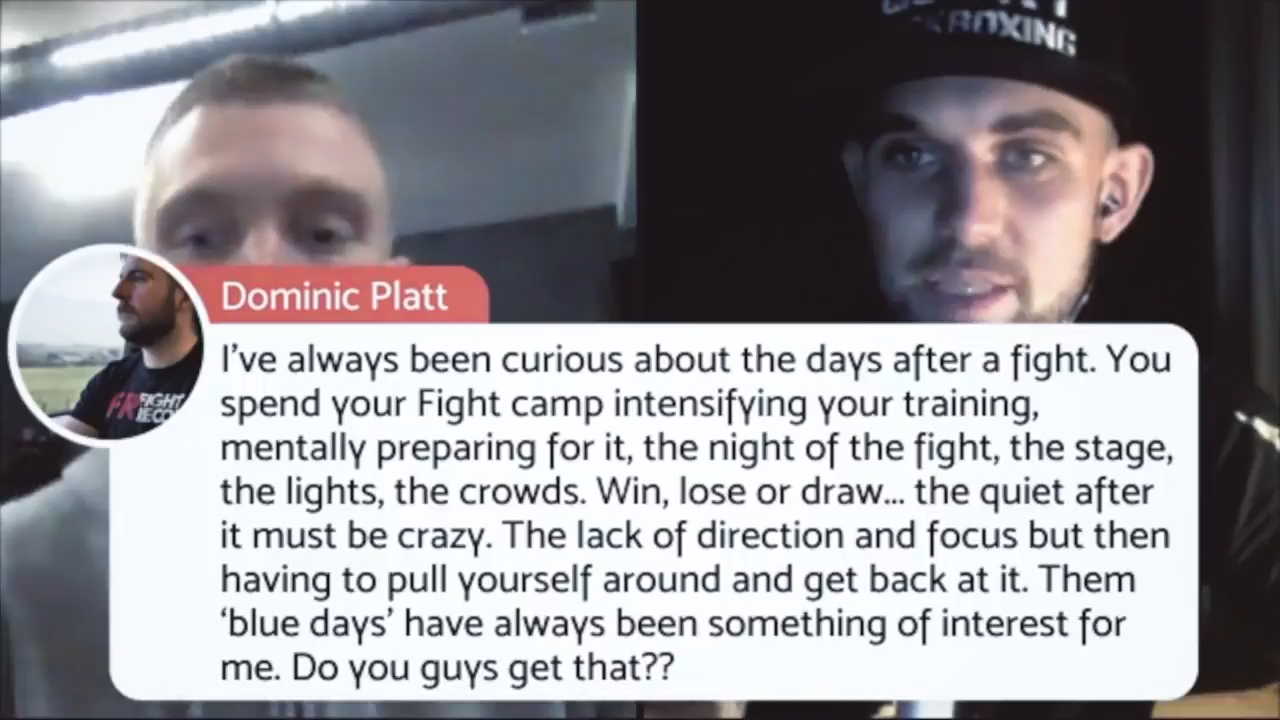 KBOXING
Dominic Platt
FR FIGHT
I've always been curious about the days after a fight. You
spend your Fight camp intensifying your training,
mentally preparing for it, the night of the fight, the stage,
the lights, the crowds. Win, lose or draw... the quiet after
it must be crazy. The lack of direction and focus but then
having to pull yourself around and get back at it. Them
‘blue days’ have always been something of interest for
me. Do you guys get that??